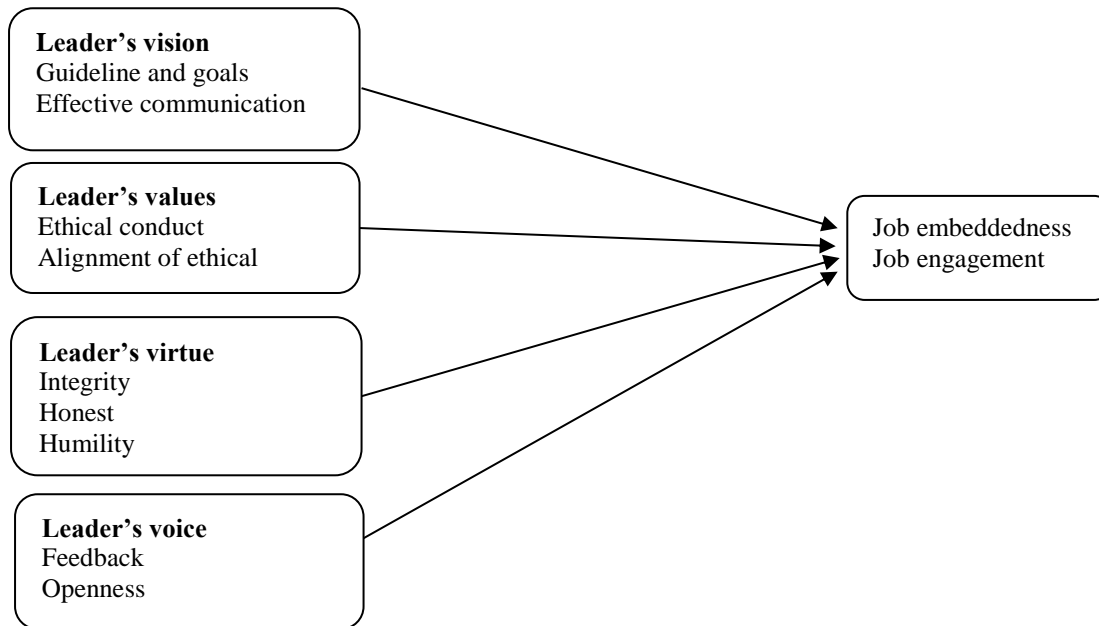 Leader’s vision
Guideline and goals
Effective communication
Leader’s values
Ethical conduct
Alignment of ethical
Leader’s virtue
Integrity
Honest
Humility
Leader’s voice
Feedback
Openness
Job embeddedness
Job engagement